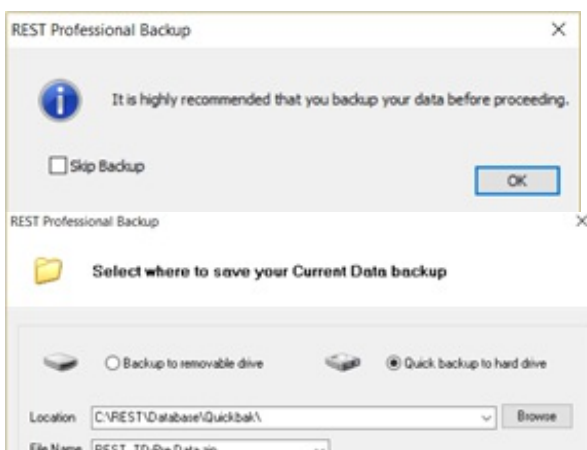 REST Professional Backup
It is highly recommended that you backup your data before proceeding.
Skip Backup
OK
REST Professional Backup
Select where to save your Current Data backup
Backup to removable drive
Quick backup to hard drive
Location C:\REST\Database\Quickbak\ Browse
File Name